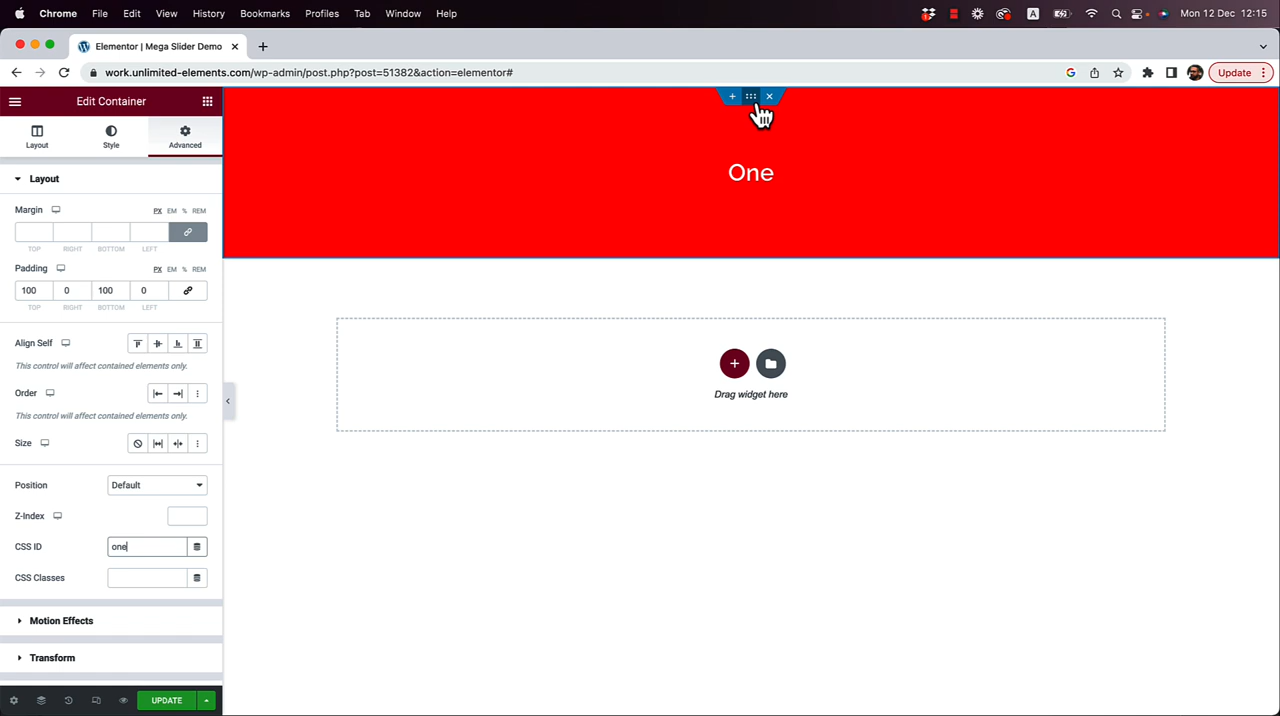 Chrome File Edit View History Bookmarks Profiles Tab Window Help A Mon 12 Dec 12:15
Elementor | Mega Slider Demo
work.unlimited-elements.com/wp-admin/post.php?post=51382&action=elementor#
Update
Edit Container
Layout Style Advanced
Layout
Margin PX EM % REM
TOP RIGHT BOTTOM LEFT
Padding PX EM % REM
100 0 100 0
TOP RIGHT BOTTOM LEFT
Align Self
This control will affect contained elements only.
Order
This control will affect contained elements only.
Size
Position Default
Z-Index
CSS ID one
CSS Classes
Motion Effects
Transform
UPDATE
One
Drag widget here